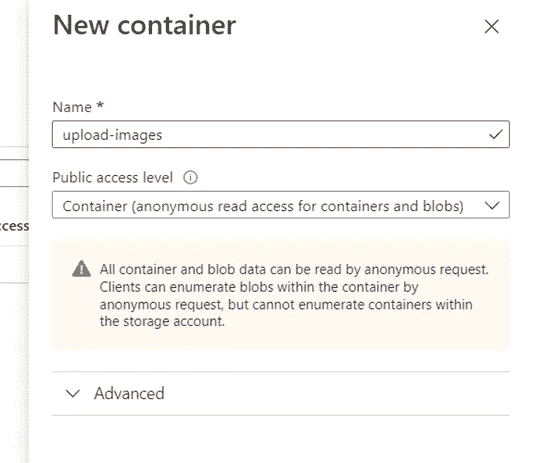 New container
Name *
upload-images
Public access level
Container (anonymous read access for containers and blobs)
ccess
All container and blob data can be read by anonymous request.
Clients can enumerate blobs within the container by
anonymous request, but cannot enumerate containers within
the storage account.
Advanced